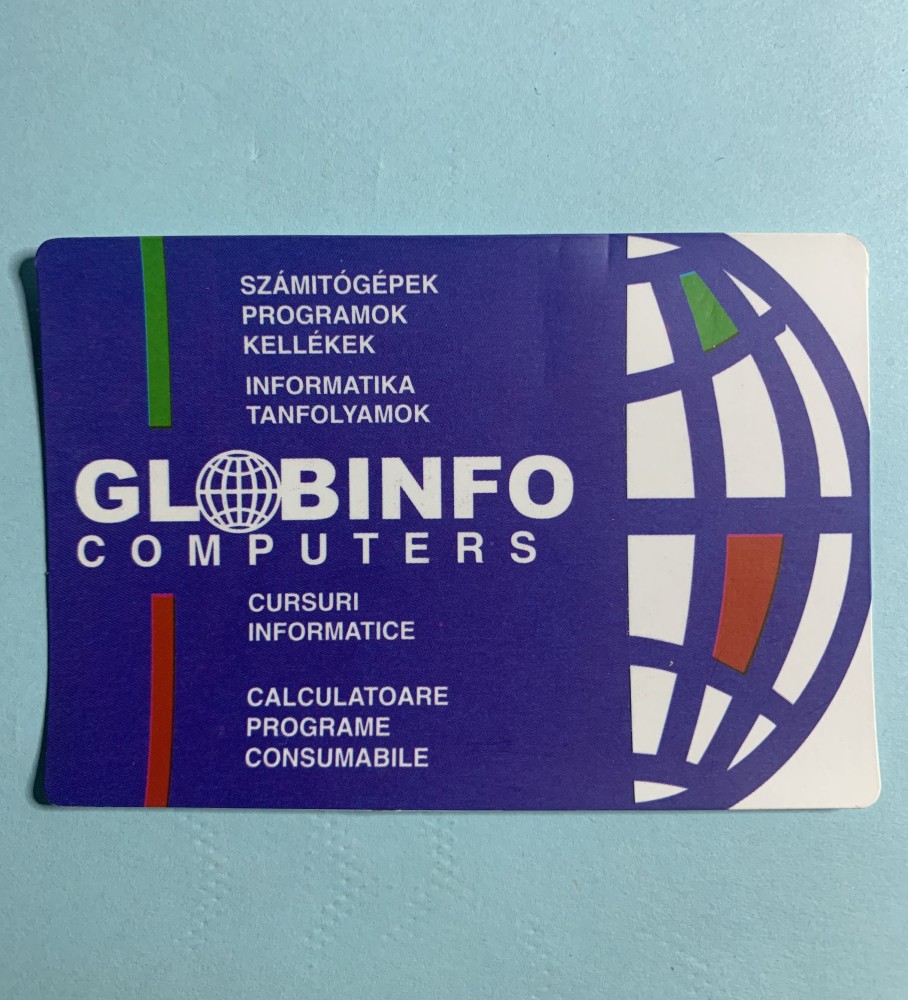 SZÁMITÓGÉPEK
PROGRAMOK
KELLÉKEK
INFORMATIKA
TANFOLYAMOK
GLOBINFO
COMPUTERS
CURSURI
INFORMATICE
CALCULATOARE
PROGRAME
CONSUMABILE